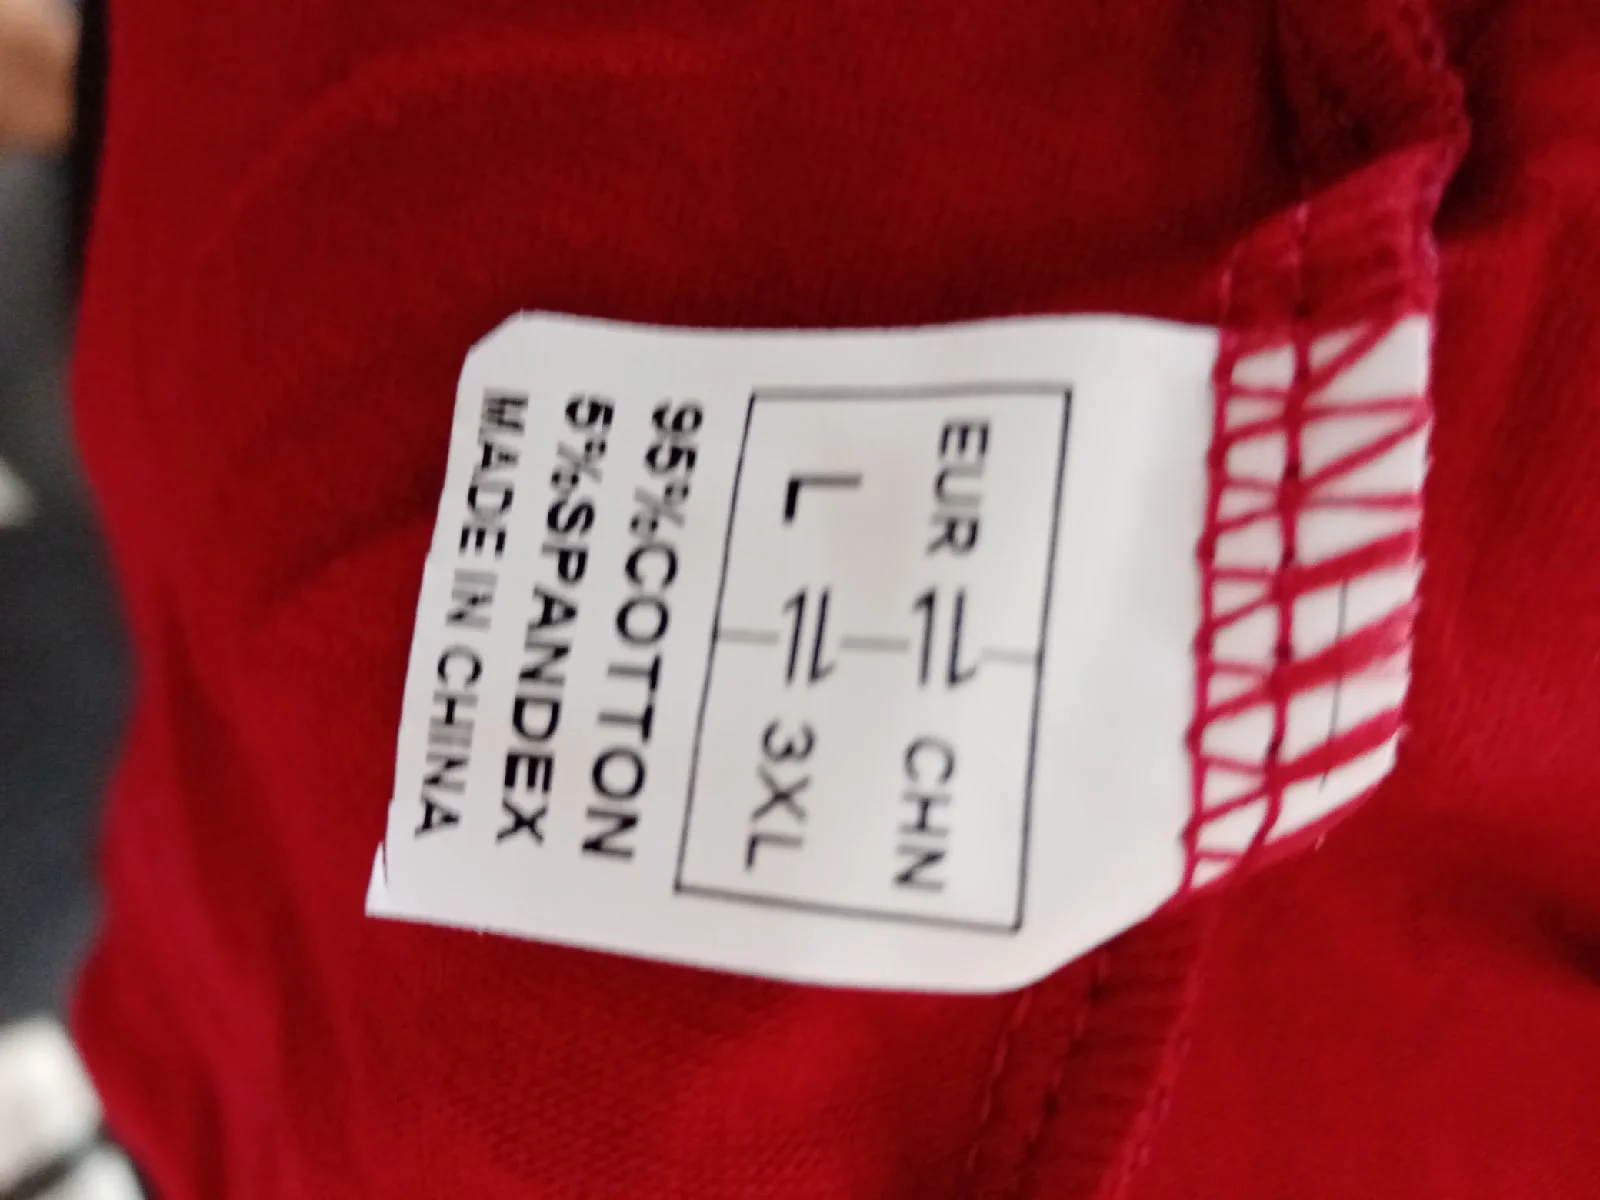 EUR ⇌ CHN
L ⇌ 3XL
95%COTTON
5%SPANDEX
MADE IN CHINA